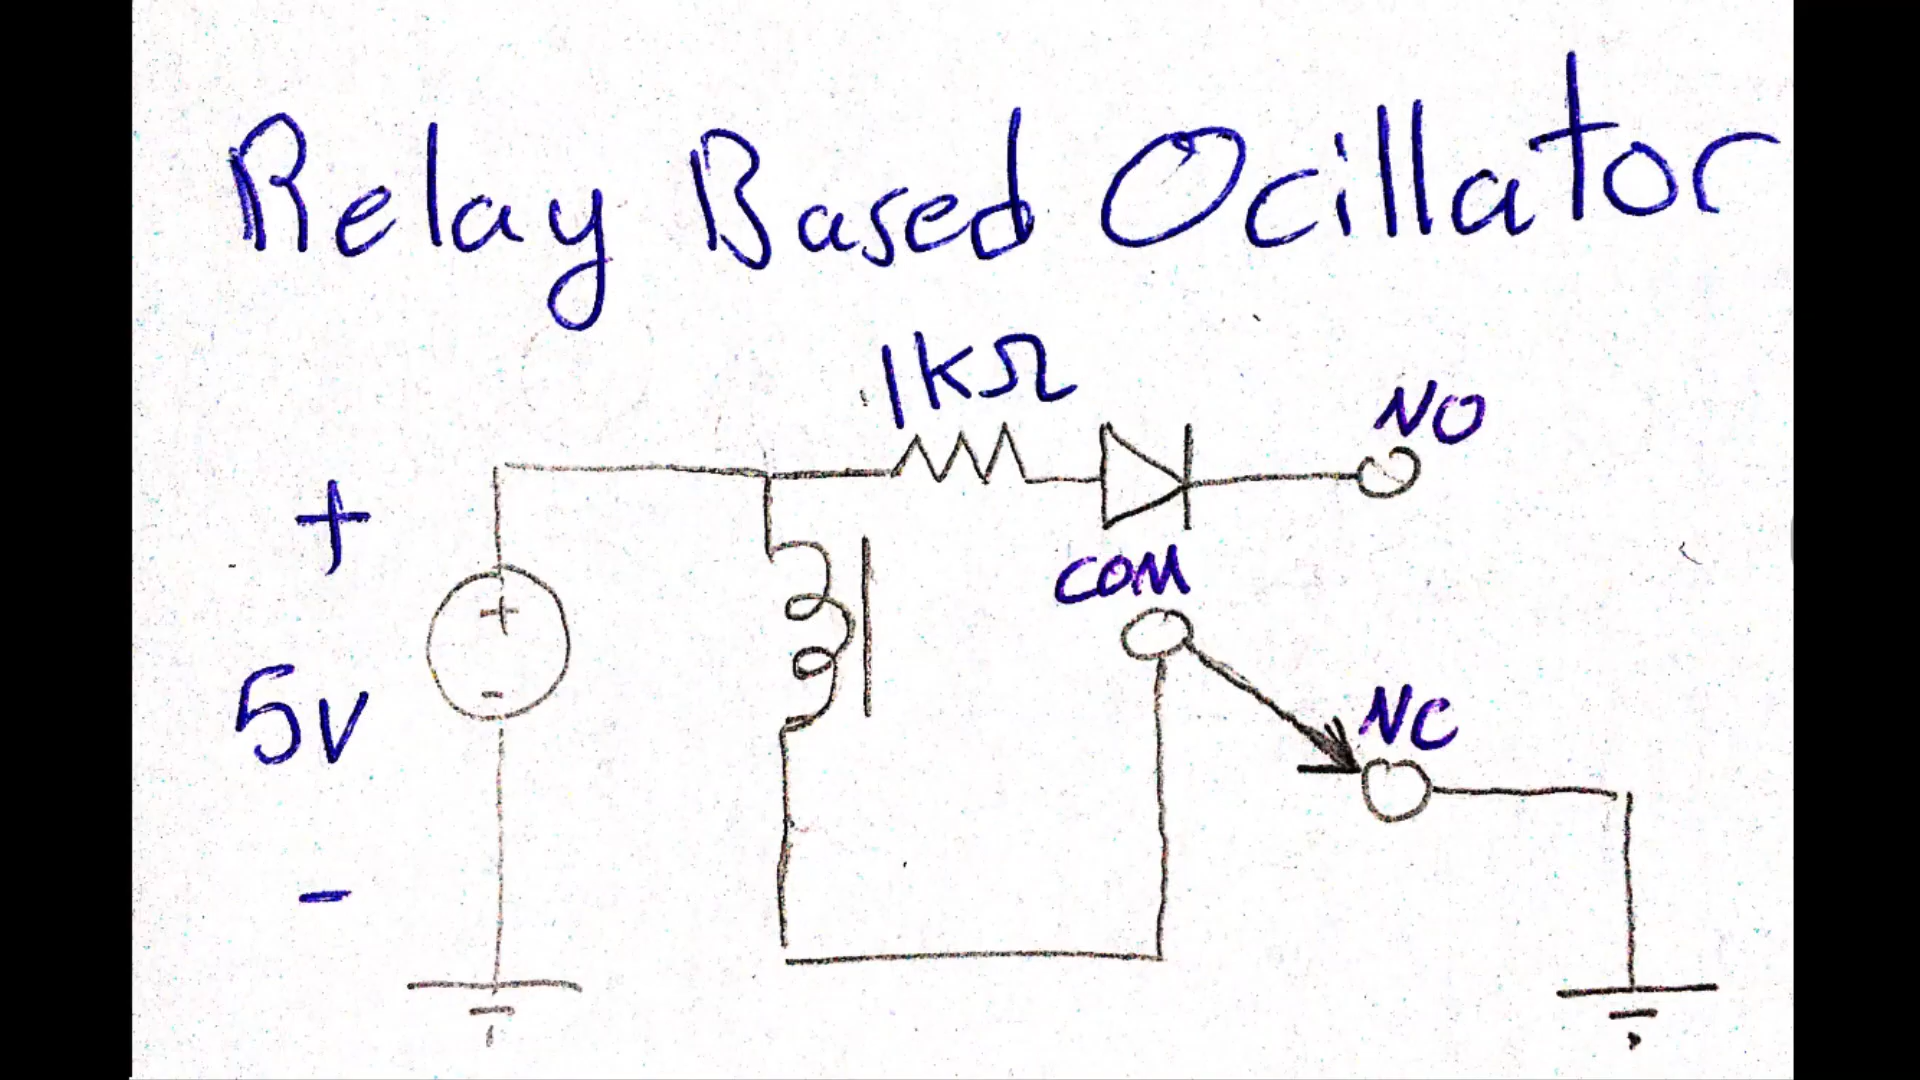 Relay Based Ocillator
1KΩ
NO
+
COM
+
-
5v
NC
-